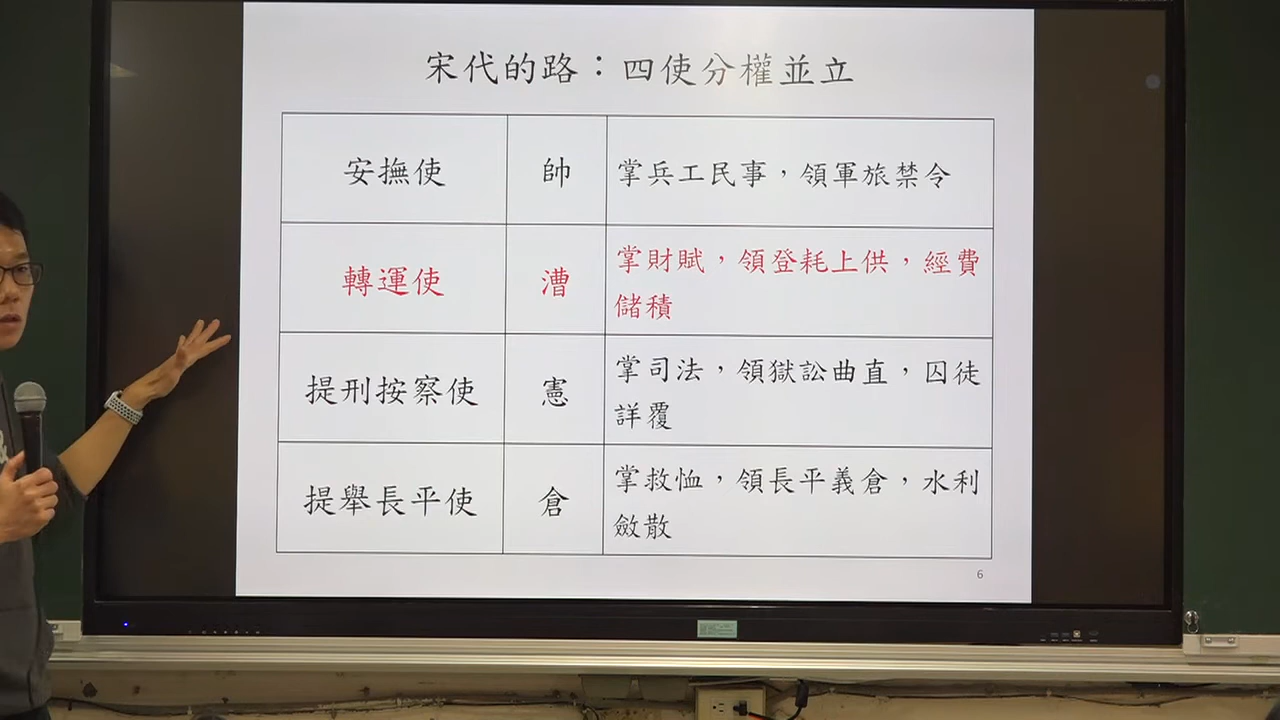 宋代的路：四使分權並立
安撫使
帥
掌兵工民事，領軍旅禁令
轉運使
漕
掌財賦，領登耗上供，經費
儲積
提刑按察使
憲
掌司法，領獄訟曲直，囚徒
詳覆
提舉長平使
倉
掌救恤，領長平義倉，水利
斂散
6